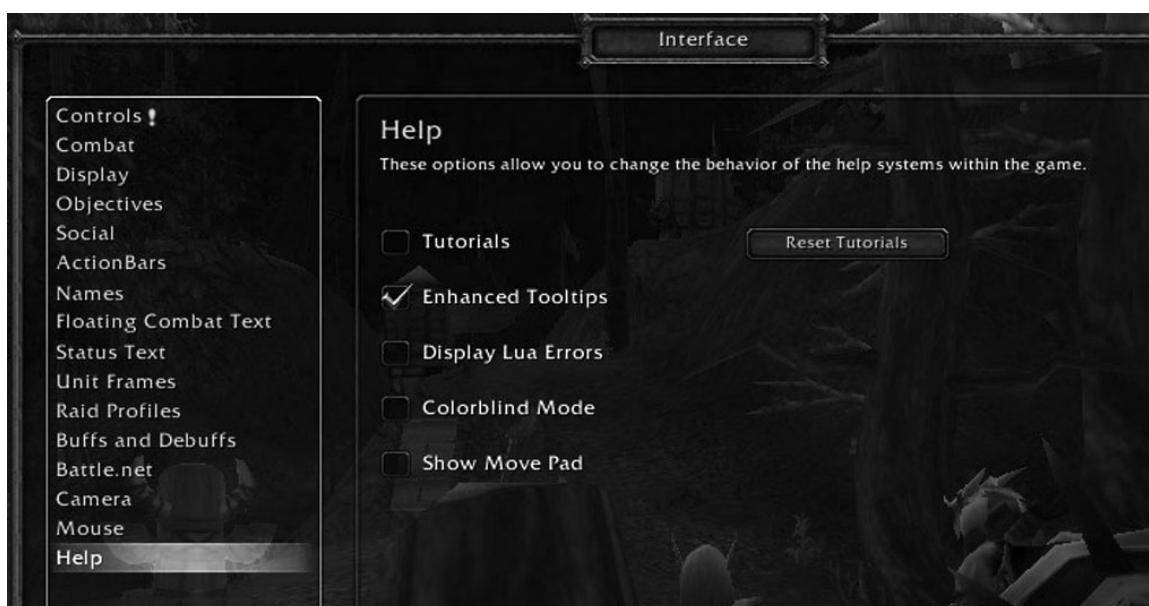 Interface
Controls !
Combat
Display
Objectives
Social
ActionBars
Names
Floating Combat Text
Status Text
Unit Frames
Raid Profiles
Buffs and Debuffs
Battle.net
Camera
Mouse
Help
Help
These options allow you to change the behavior of the help systems within the game.
Tutorials
Reset Tutorials
Enhanced Tooltips
Display Lua Errors
Colorblind Mode
Show Move Pad